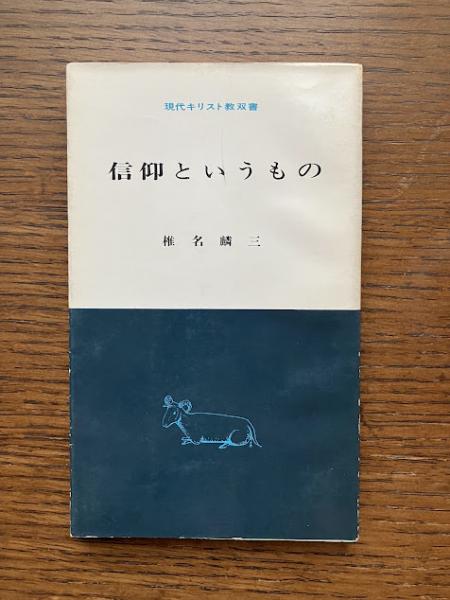 現代キリスト教双書
信仰というもの
椎名麟三